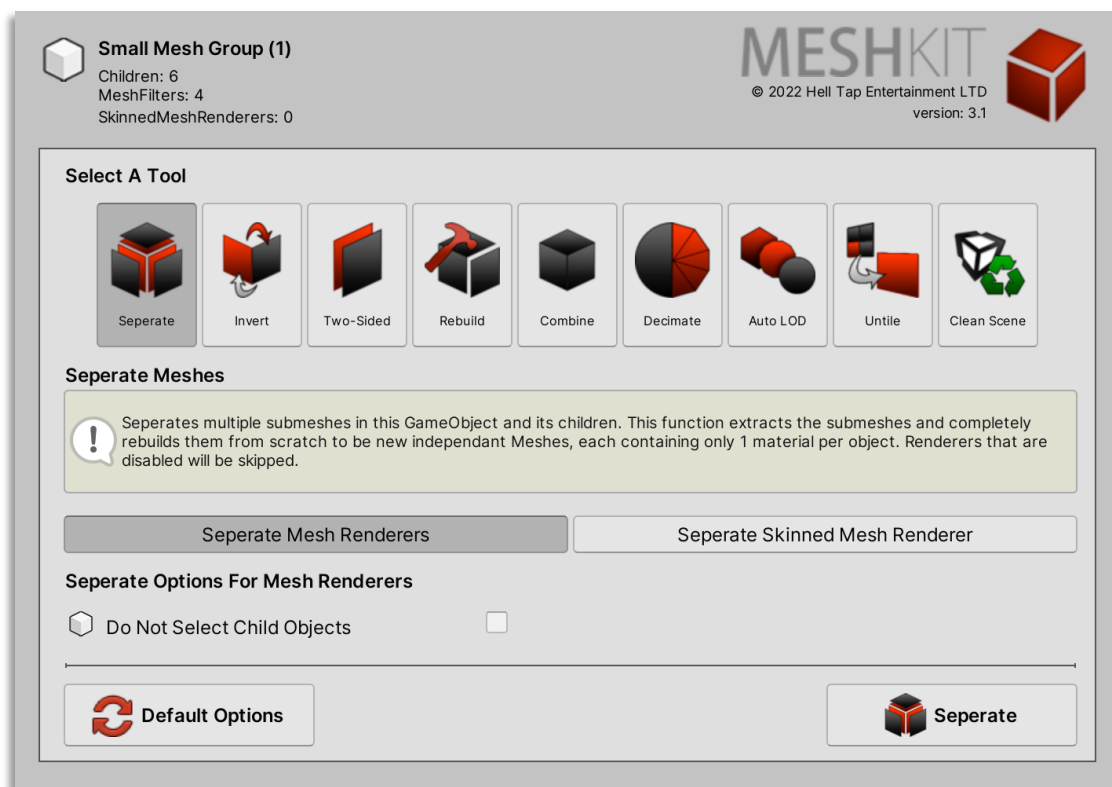 Small Mesh Group (1)
Children: 6
MeshFilters: 4
SkinnedMeshRenderers: 0
MESHKIT
© 2022 Hell Tap Entertainment LTD
version: 3.1
Select A Tool
Seperate
Invert
Two-Sided
Rebuild
Combine
Decimate
Auto LOD
Untile
Clean Scene
Seperate Meshes
Seperates multiple submeshes in this GameObject and its children. This function extracts the submeshes and completely
rebuilds them from scratch to be new independant Meshes, each containing only 1 material per object. Renderers that are
disabled will be skipped.
Seperate Mesh Renderers
Seperate Skinned Mesh Renderer
Seperate Options For Mesh Renderers
Do Not Select Child Objects
Default Options
Seperate